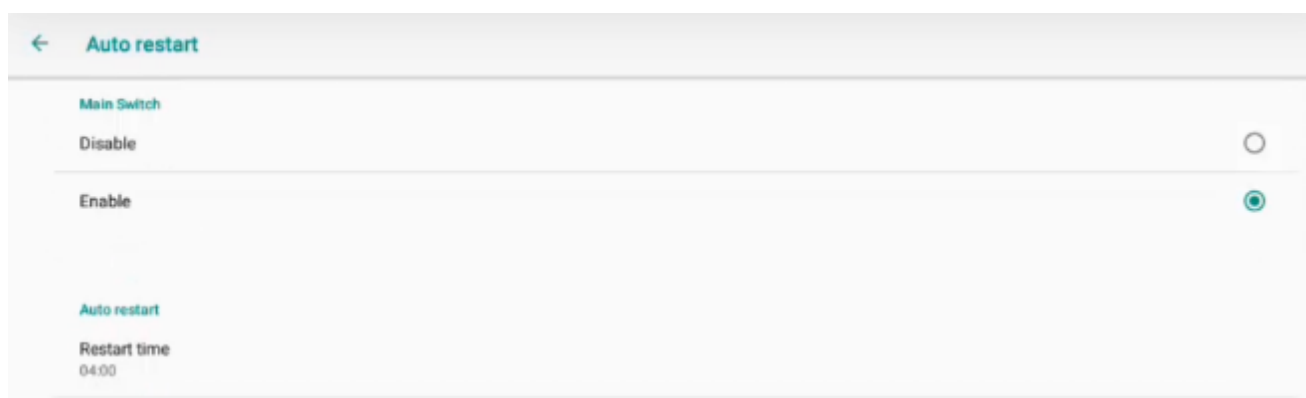 Auto restart
Main Switch
Disable
Enable
Auto restart
Restart time
04:00